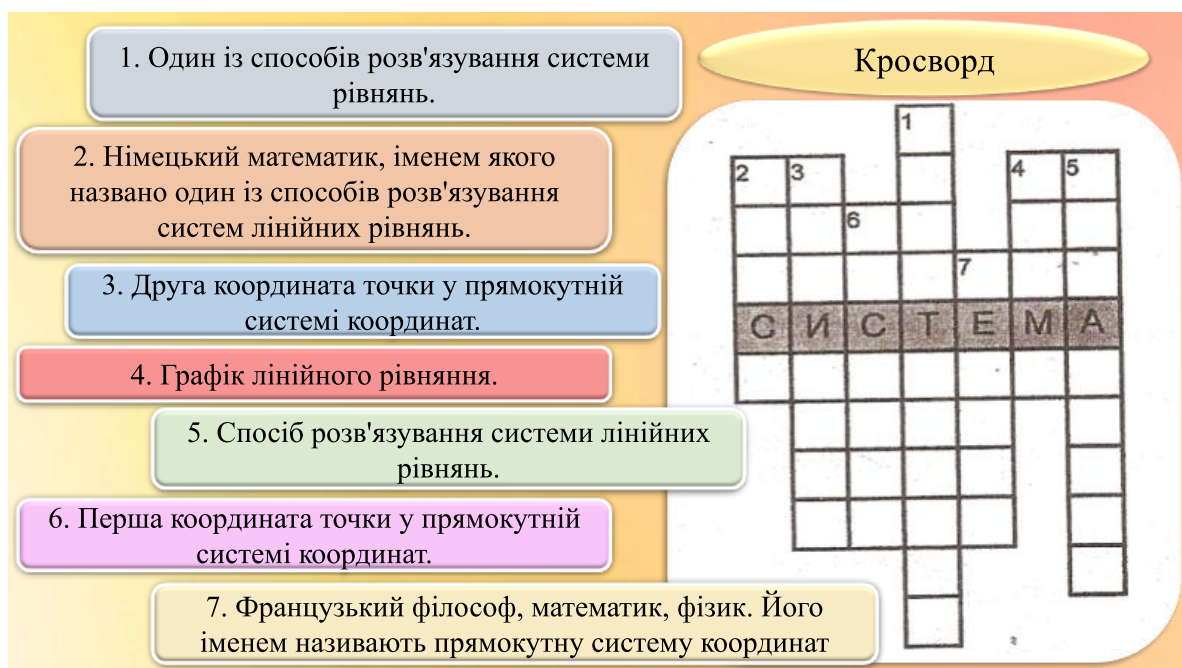 1. Один із способів розв'язування системи
рівнянь.
Кросворд
2. Німецький математик, іменем якого
названо один із способів розв'язування
систем лінійних рівнянь.
3. Друга координата точки у прямокутній
системі координат.
4. Графік лінійного рівняння.
5. Спосіб розв'язування системи лінійних
рівнянь.
6. Перша координата точки у прямокутній
системі координат.
7. Французький філософ, математик, фізик. Його
іменем називають прямокутну систему координат
1
2 3 4 5
6
7
С И С Т Е М А